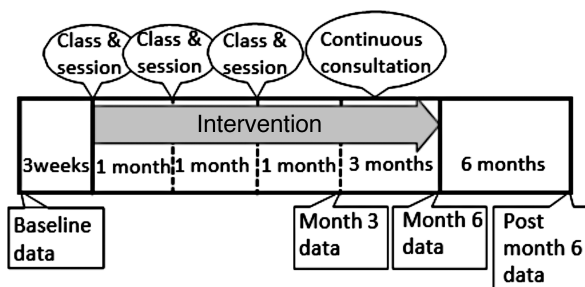 Class &
session
Class &
session
Class &
session
Continuous
consultation
Intervention
3weeks
1 month
1 month
1 month
3 months
6 months
Baseline
data
Month 3
data
Month 6
data
Post
month 6
data